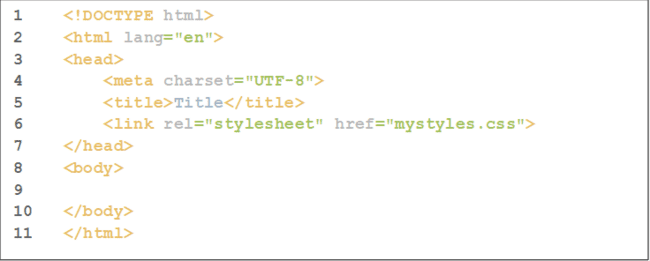 1 <!DOCTYPE html>
2 <html lang="en">
3 <head>
4     <meta charset="UTF-8">
5     <title>Title</title>
6     <link rel="stylesheet" href="mystyles.css">
7 </head>
8 <body>
9
10 </body>
11 </html>